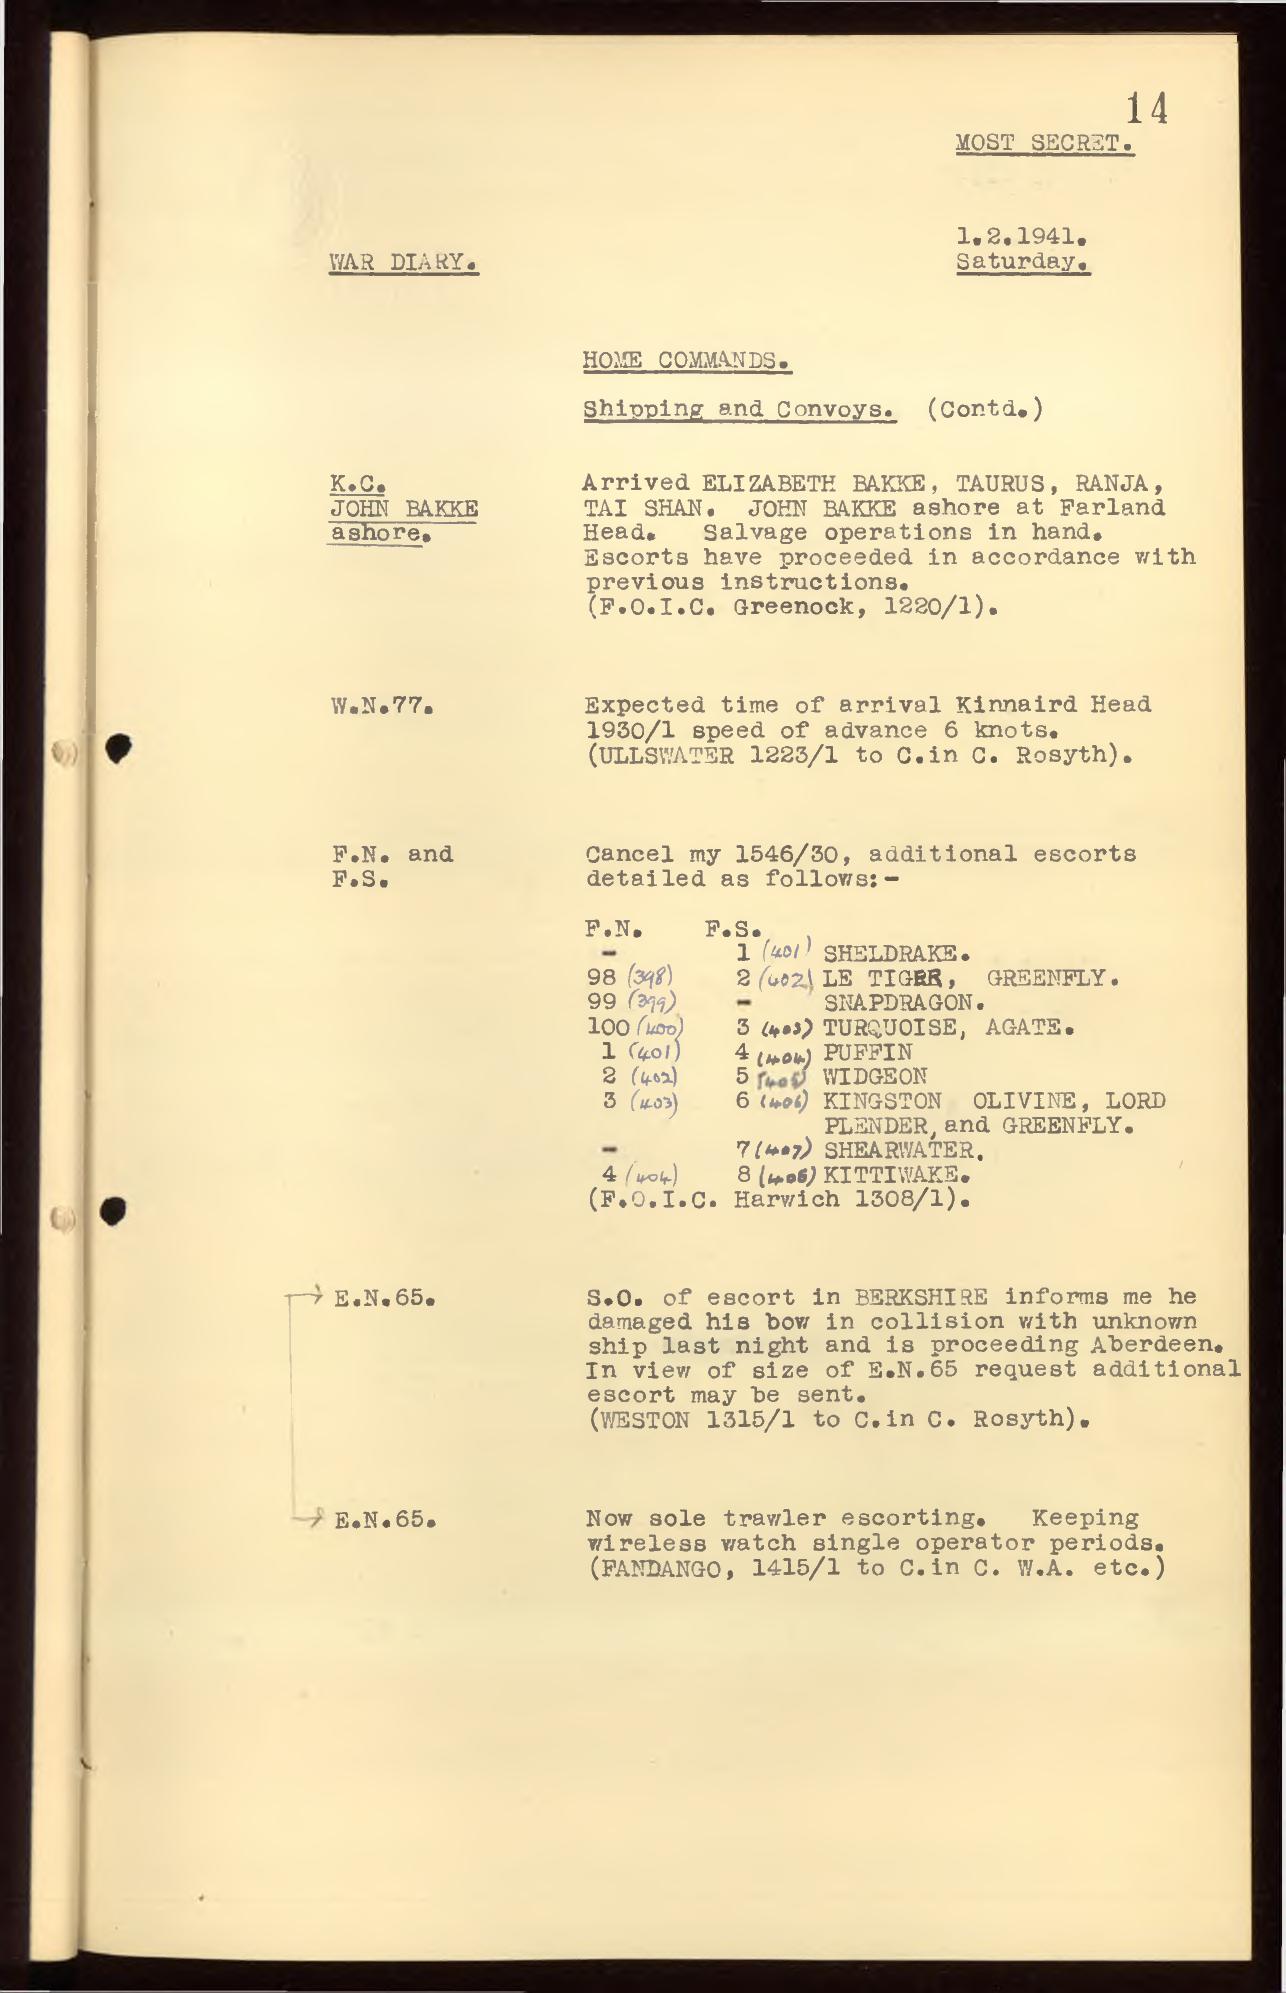 14
MOST SECRET.
1.2.1941.
WAR DIARY. Saturday.
HOME COMMANDS.
Shipping and Convoys. (Contd.)
K.C. Arrived ELIZABETH BAKKE, TAURUS, RANJA,
JOHN BAKKE TAI SHAN. JOHN BAKKE ashore at Farland
ashore. Head. Salvage operations in hand.
Escorts have proceeded in accordance with
previous instructions.
(F.O.I.C. Greenock, 1220/1).
W.N.77. Expected time of arrival Kinnaird Head
1930/1 speed of advance 6 knots.
(ULLSWATER 1223/1 to C.in C. Rosyth).
F.N. and Cancel my 1546/30, additional escorts
F.S. detailed as follows:-
F.N. F.S.
- 1 (401) SHELDRAKE.
98 (398) 2 (402) LE TIGRE, GREENFLY.
99 (399) - SNAPDRAGON.
100 (400) 3 (403) TURQUOISE, AGATE.
1 (401) 4 (404) PUFFIN
2 (402) 5 (405) WIDGEON
3 (403) 6 (406) KINGSTON OLIVINE, LORD
PLENDER, and GREENFLY.
- 7 (407) SHEARWATER.
4 (404) 8 (408) KITTIWAKE.
(F.O.I.C. Harwich 1308/1).
E.N.65. S.O. of escort in BERKSHIRE informs me he
damaged his bow in collision with unknown
ship last night and is proceeding Aberdeen.
In view of size of E.N.65 request additional
escort may be sent.
(WESTON 1315/1 to C.in C. Rosyth).
E.N.65. Now sole trawler escorting. Keeping
wireless watch single operator periods.
(FANDANGO, 1415/1 to C.in C. W.A. etc.)